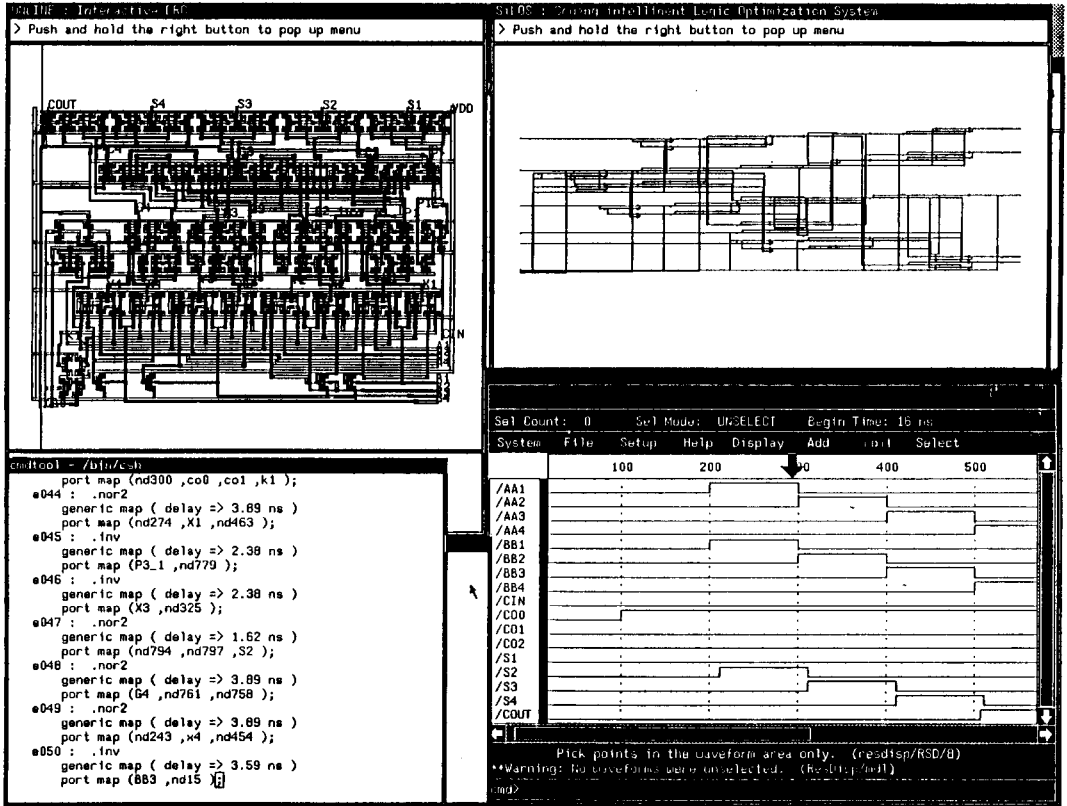 ONLINE : Interactive ERC
> Push and hold the right button to pop up menu
COUT S4 S3 S2 S1 VDD
CIN
cmdtool - /bin/csh
port map (nd300 ,co0 ,co1 ,k1 );
e044 : .nor2
generic map ( delay => 3.89 ns )
port map (nd274 ,X1 ,nd463 );
e045 : .inv
generic map ( delay => 2.38 ns )
port map (P3_1 ,nd779 );
e046 : .inv
generic map ( delay => 2.38 ns )
port map (X3 ,nd325 );
e047 : .nor2
generic map ( delay => 1.62 ns )
port map (nd794 ,nd797 ,S2 );
e048 : .nor2
generic map ( delay => 3.89 ns )
port map (G4 ,nd761 ,nd758 );
e049 : .nor2
generic map ( delay => 3.89 ns )
port map (nd243 ,x4 ,nd454 );
e050 : .inv
generic map ( delay => 3.59 ns )
port map (BB3 ,nd15 );
SILOS : Intelligent Logic Optimization System
> Push and hold the right button to pop up menu
Sel Count: 0 Sel Mode: UNSELECT Begin Time: 16 ns
System File Setup Help Display Add Edit Select
100 200 400 500
/AA1
/AA2
/AA3
/AA4
/BB1
/BB2
/BB3
/BB4
/CIN
/CO0
/CO1
/CO2
/S1
/S2
/S3
/S4
/COUT
Pick points in the waveform area only. (resdisp/RSD/8)
**Warning: No waveforms were unselected. (ResDisp/mdl)
cmd>